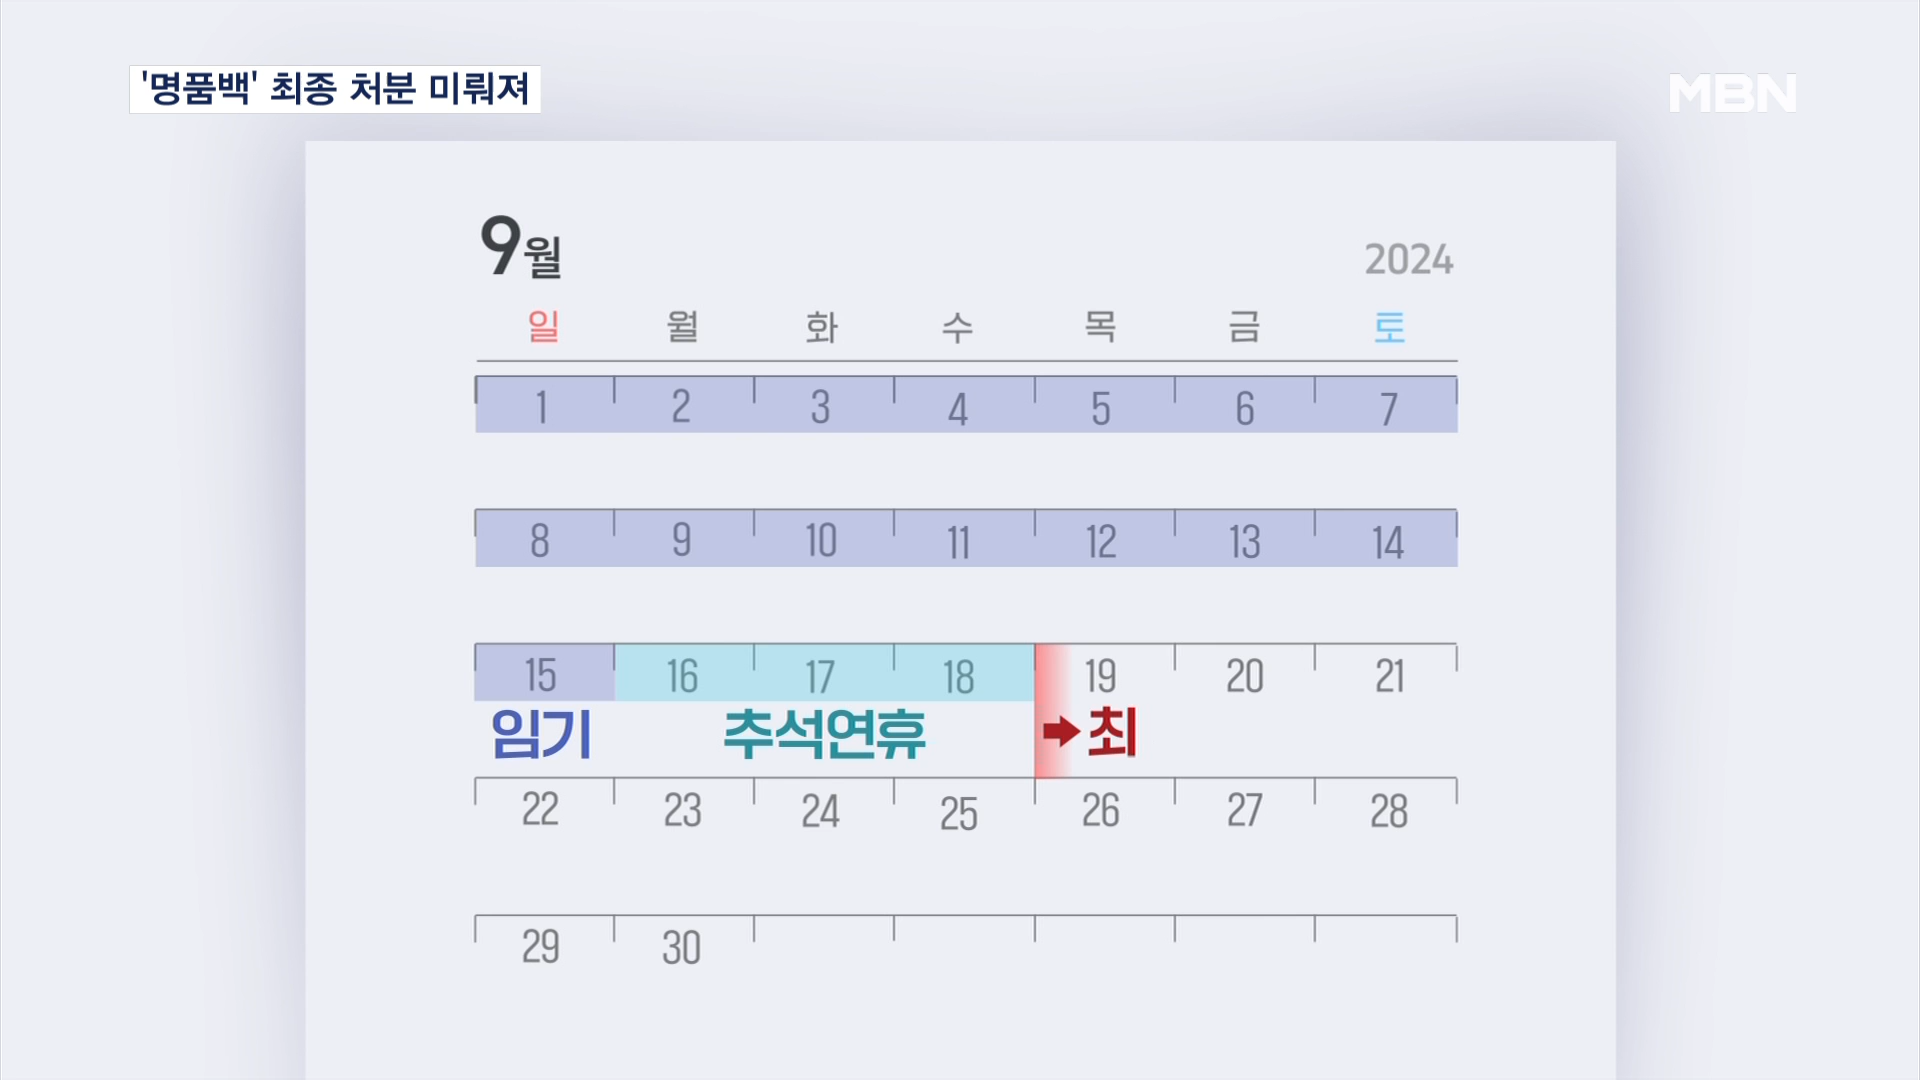 '명품백' 최종 처분 미뤄져
MBN
9월
2024
일 월 화 수 목 금 토
1 2 3 4 5 6 7
8 9 10 11 12 13 14
15 16 17 18 19 20 21
임기 추석연휴 최
22 23 24 25 26 27 28
29 30